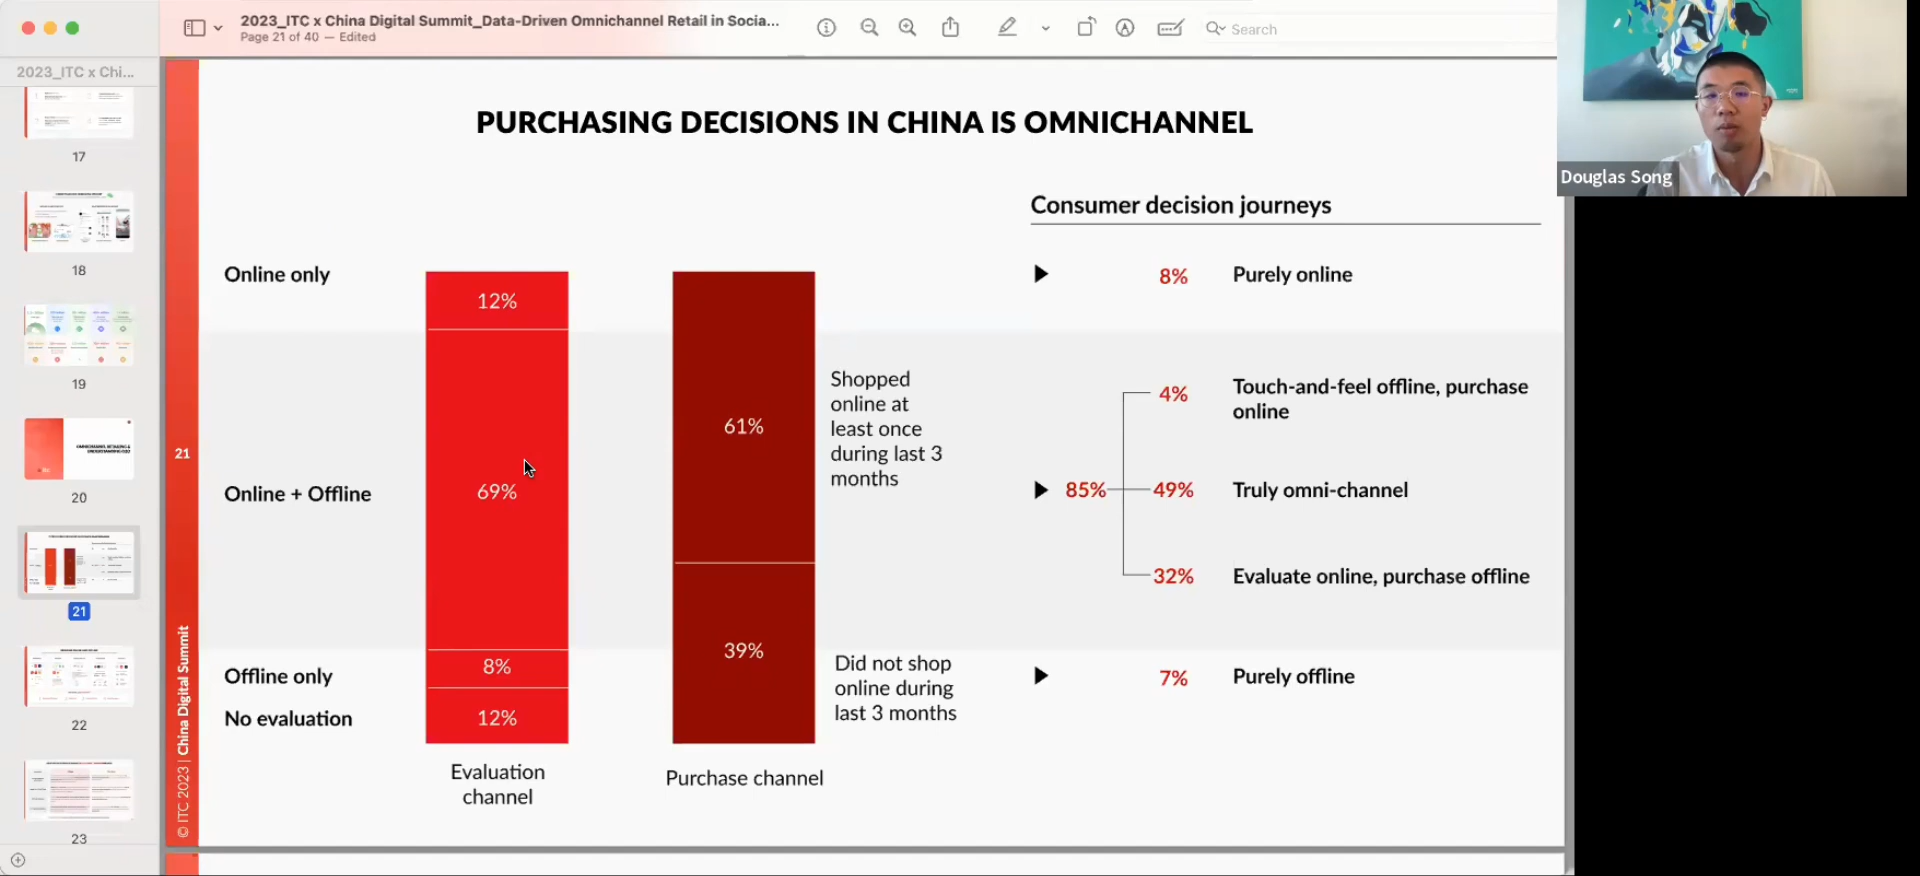 2023_ITC x China Digital Summit_Data-Driven Omnichannel Retail in Socia...
Page 21 of 40 — Edited
Search
2023_ITC x Chi...
17
18
19
20
21
22
23
21
© ITC 2023 | China Digital Summit
PURCHASING DECISIONS IN CHINA IS OMNICHANNEL
Consumer decision journeys
Online only
12%
8%
Purely online
Shopped
online at
least once
during last 3
months
61%
4%
Touch-and-feel offline, purchase
online
Online + Offline
69%
85%
49%
Truly omni-channel
32%
Evaluate online, purchase offline
Offline only
8%
39%
Did not shop
online during
last 3 months
7%
Purely offline
No evaluation
12%
Evaluation
channel
Purchase channel
Douglas Song